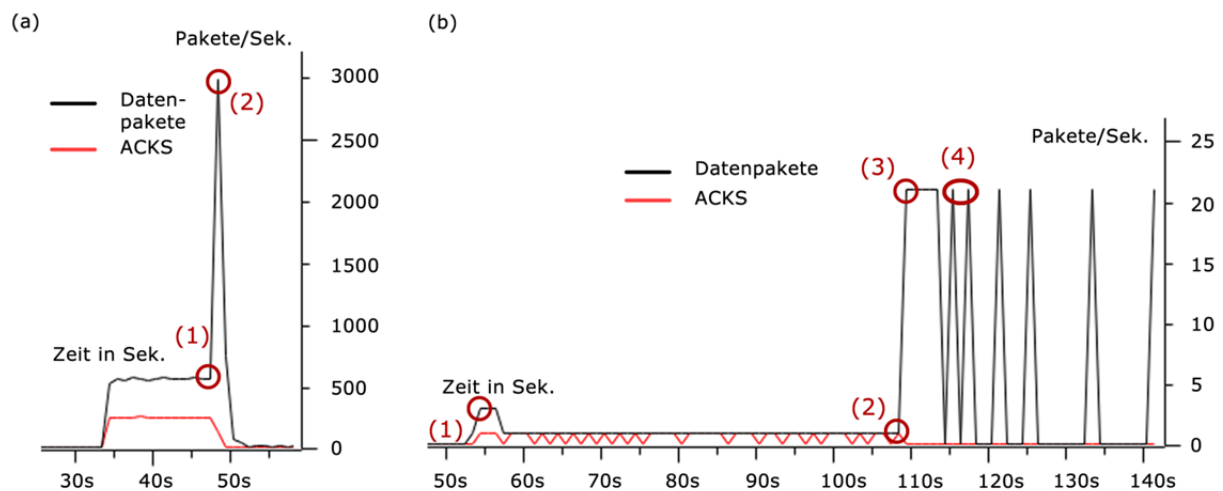 (a)
Pakete/Sek.
3000
(2)
Daten-
pakete
ACKS
2500
2000
1500
(1)
1000
Zeit in Sek.
500
0
30s 40s 50s
(b)
Pakete/Sek.
25
(3) (4)
Datenpakete
ACKS
20
15
10
Zeit in Sek.
5
(1)
(2)
0
50s 60s 70s 80s 90s 100s 110s 120s 130s 140s